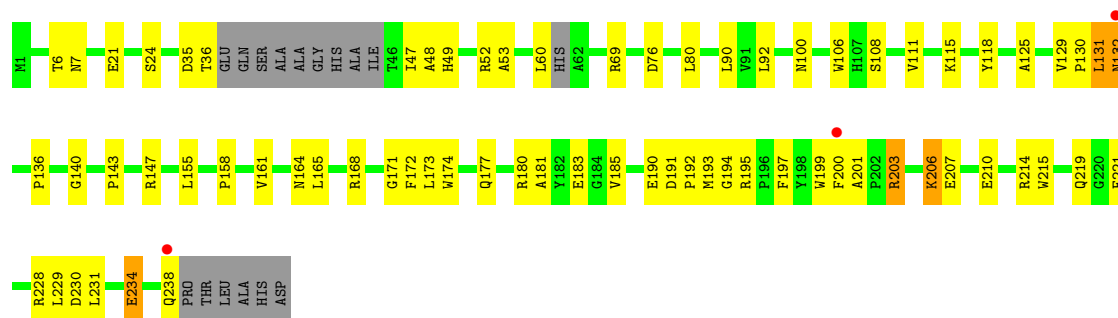 M1 T6 N7 E21 S24 D35 T36 GLU GLN SER ALA ALA GLY HIS ALA ILE T46 I47 A48 H49 R52 A53 L60 HIS A62 R69 D76 L80 L90 V91 L92 N100 W106 H107 S108 V111 K115 Y118 A125 V129 P130 L131 N132
P136 G140 P143 R147 L155 P158 V161 N164 L165 R168 G171 F172 L173 W174 Q177 R180 A181 Y182 E183 G184 V185 E190 D191 P192 M193 G194 R195 P196 F197 Y198 W199 F200 A201 P202 R203 K206 E207 E210 R214 W215 Q219 G220
R228 L229 D230 L231 E234 Q238 PRO THR LEU ALA HIS ASP